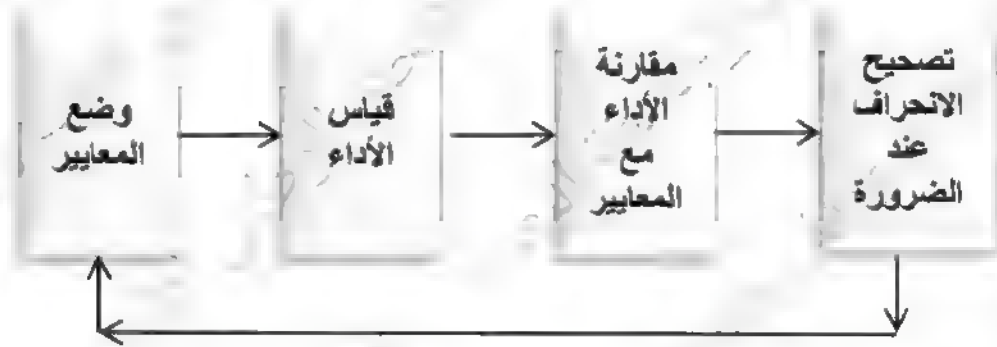 وضع
المعايير
قياس
الأداء
مقارنة
الأداء
مع
المعايير
تصحيح
الانحراف
عند
الضرورة